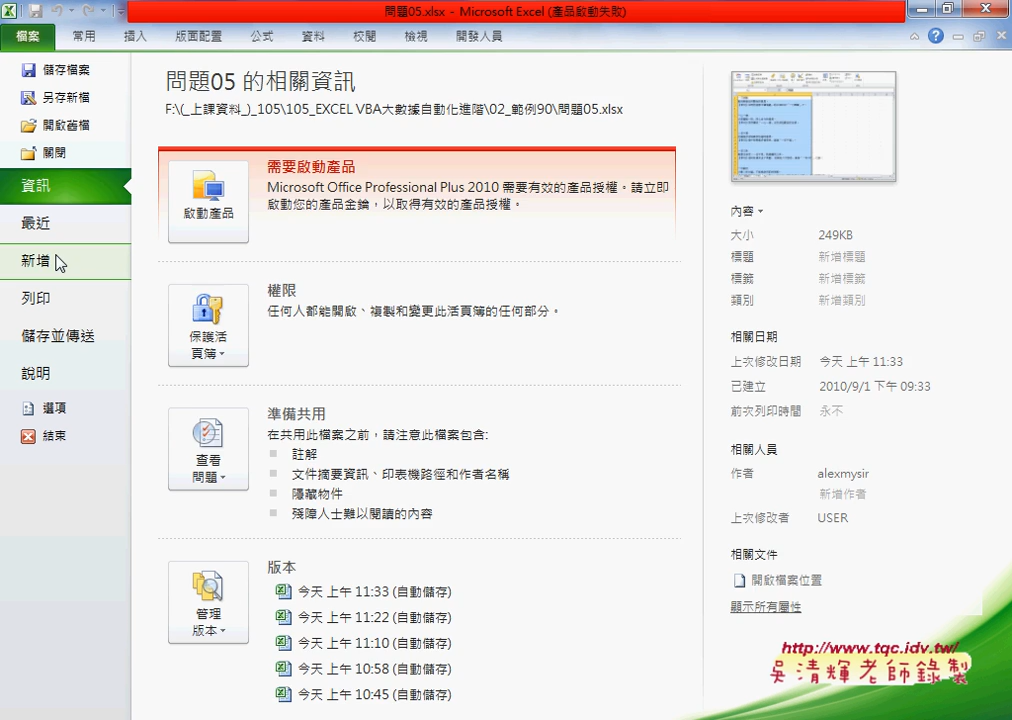 問題05.xlsx - Microsoft Excel (產品啟動失敗)
檔案 常用 插入 版面配置 公式 資料 校閱 檢視 開發人員
儲存檔案
另存新檔
開啟舊檔
關閉
資訊
最近
新增
列印
儲存並傳送
說明
選項
結束
問題05 的相關資訊
F:\(_上課資料_)_105\105_EXCEL VBA大數據自動化進階\02_範例90\問題05.xlsx
啟動產品
需要啟動產品
Microsoft Office Professional Plus 2010 需要有效的產品授權。請立即
啟動您的產品金鑰，以取得有效的產品授權。
保護活
頁簿
權限
任何人都能開啟、複製和變更此活頁簿的任何部分。
查看
問題
準備共用
在共用此檔案之前，請注意此檔案包含:
註解
文件摘要資訊、印表機路徑和作者名稱
隱藏物件
殘障人士難以閱讀的內容
管理
版本
版本
今天 上午 11:33 (自動儲存)
今天 上午 11:22 (自動儲存)
今天 上午 11:10 (自動儲存)
今天 上午 10:58 (自動儲存)
今天 上午 10:45 (自動儲存)
內容
大小 249KB
標題 新增標題
標籤 新增標籤
類別 新增類別
相關日期
上次修改日期 今天 上午 11:33
已建立 2010/9/1 下午 09:33
前次列印時間 永不
相關人員
作者 alexmysir
新增作者
上次修改者 USER
相關文件
開啟檔案位置
顯示所有屬性
http://www.tqc.idv.tw/
吳清輝老師錄製